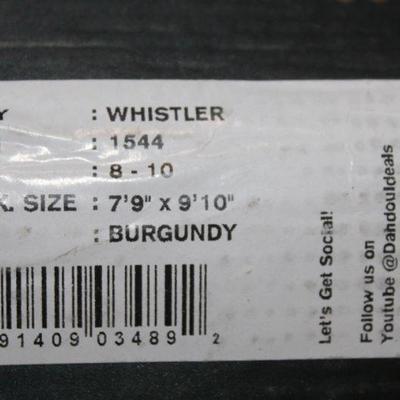 Y : WHISTLER
: 1544
: 8 - 10
K. SIZE : 7'9" x 9'10"
: BURGUNDY
91409 03489 2
Let's Get Social!
Follow us on
Youtube @Dahdouldeals